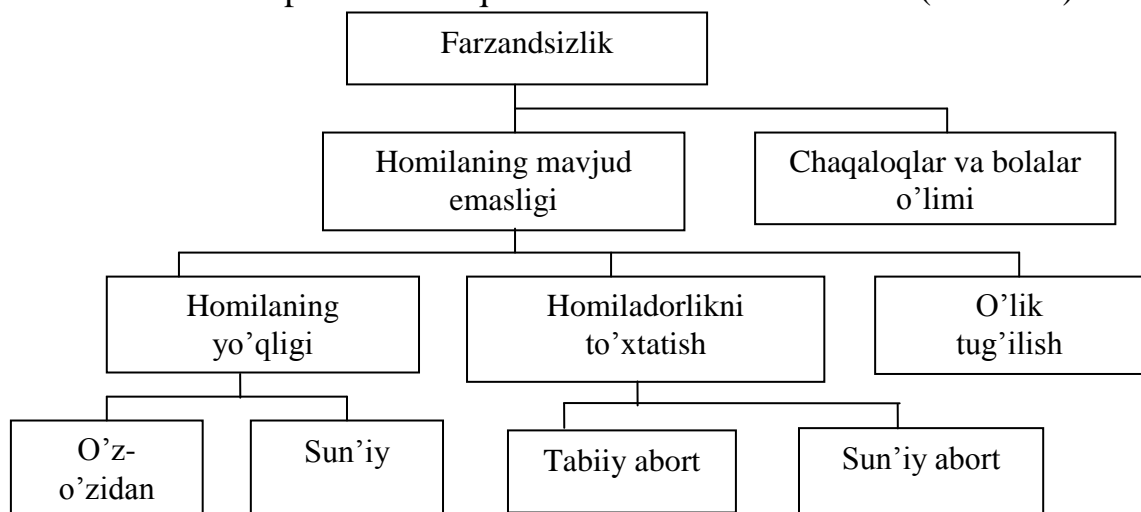 Farzandsizlik
Homilaning mavjud
emasligi
Chaqaloqlar va bolalar
o’limi
Homilaning
yo’qligi
Homiladorlikni
to’xtatish
O’lik
tug’ilish
O’z-
o’zidan
Sun’iy
Tabiiy abort
Sun’iy abort